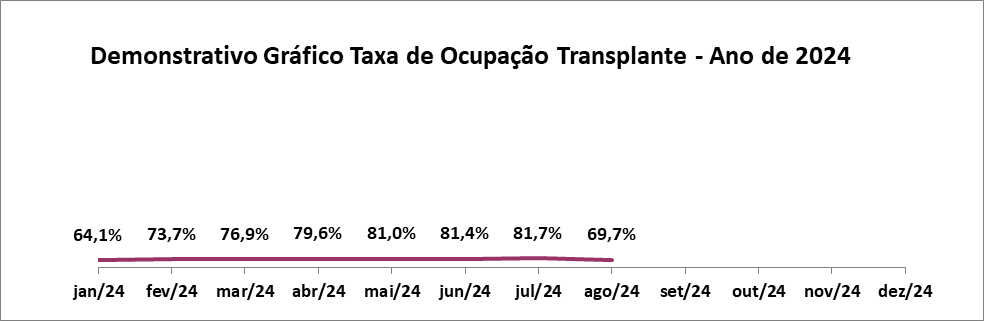 Demonstrativo Gráfico Taxa de Ocupação Transplante - Ano de 2024
64,1% 73,7% 76,9% 79,6% 81,0% 81,4% 81,7% 69,7%
jan/24 fev/24 mar/24 abr/24 mai/24 jun/24 jul/24 ago/24 set/24 out/24 nov/24 dez/24